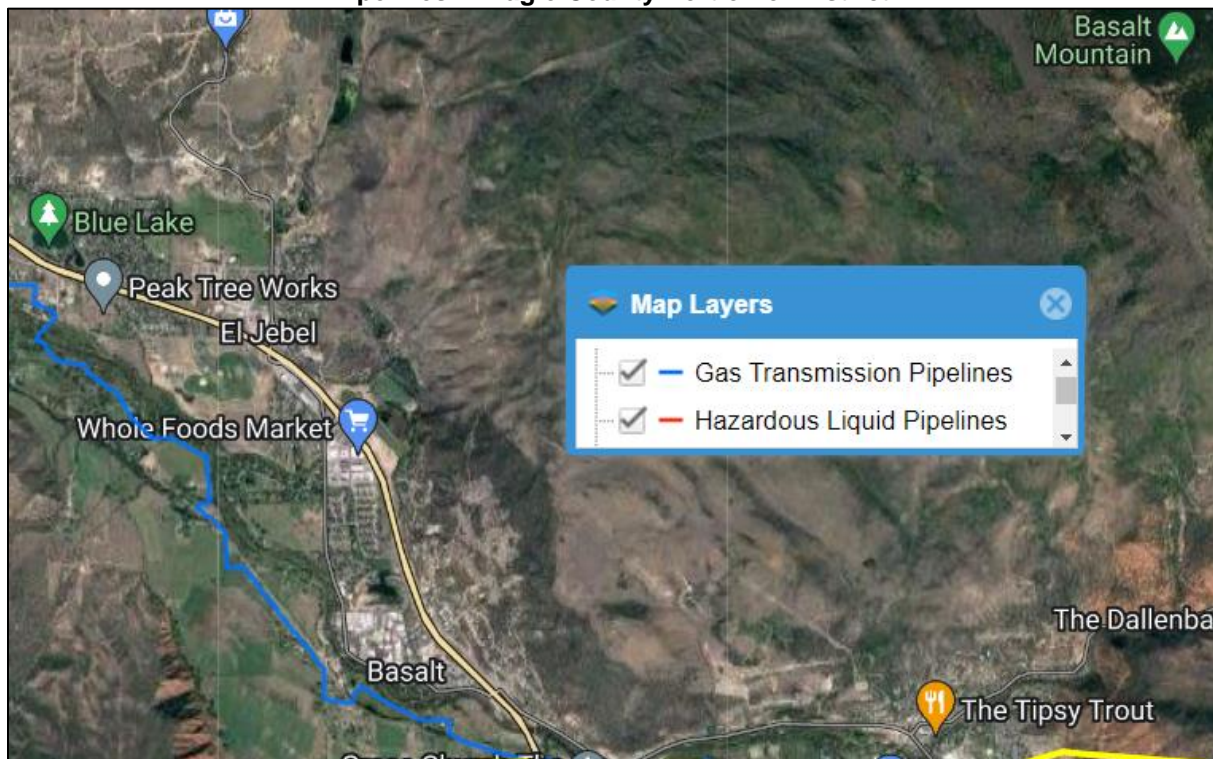 Basalt
Mountain
Blue Lake
Peak Tree Works
El Jebel
Map Layers
Gas Transmission Pipelines
Hazardous Liquid Pipelines
Whole Foods Market
The Dallenba
Basalt
The Tipsy Trout